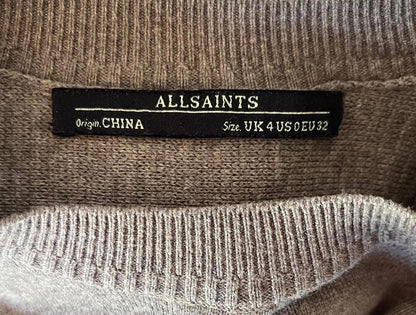 ALLSAINTS
Origin. CHINA Size. UK 4 US 0 EU 32